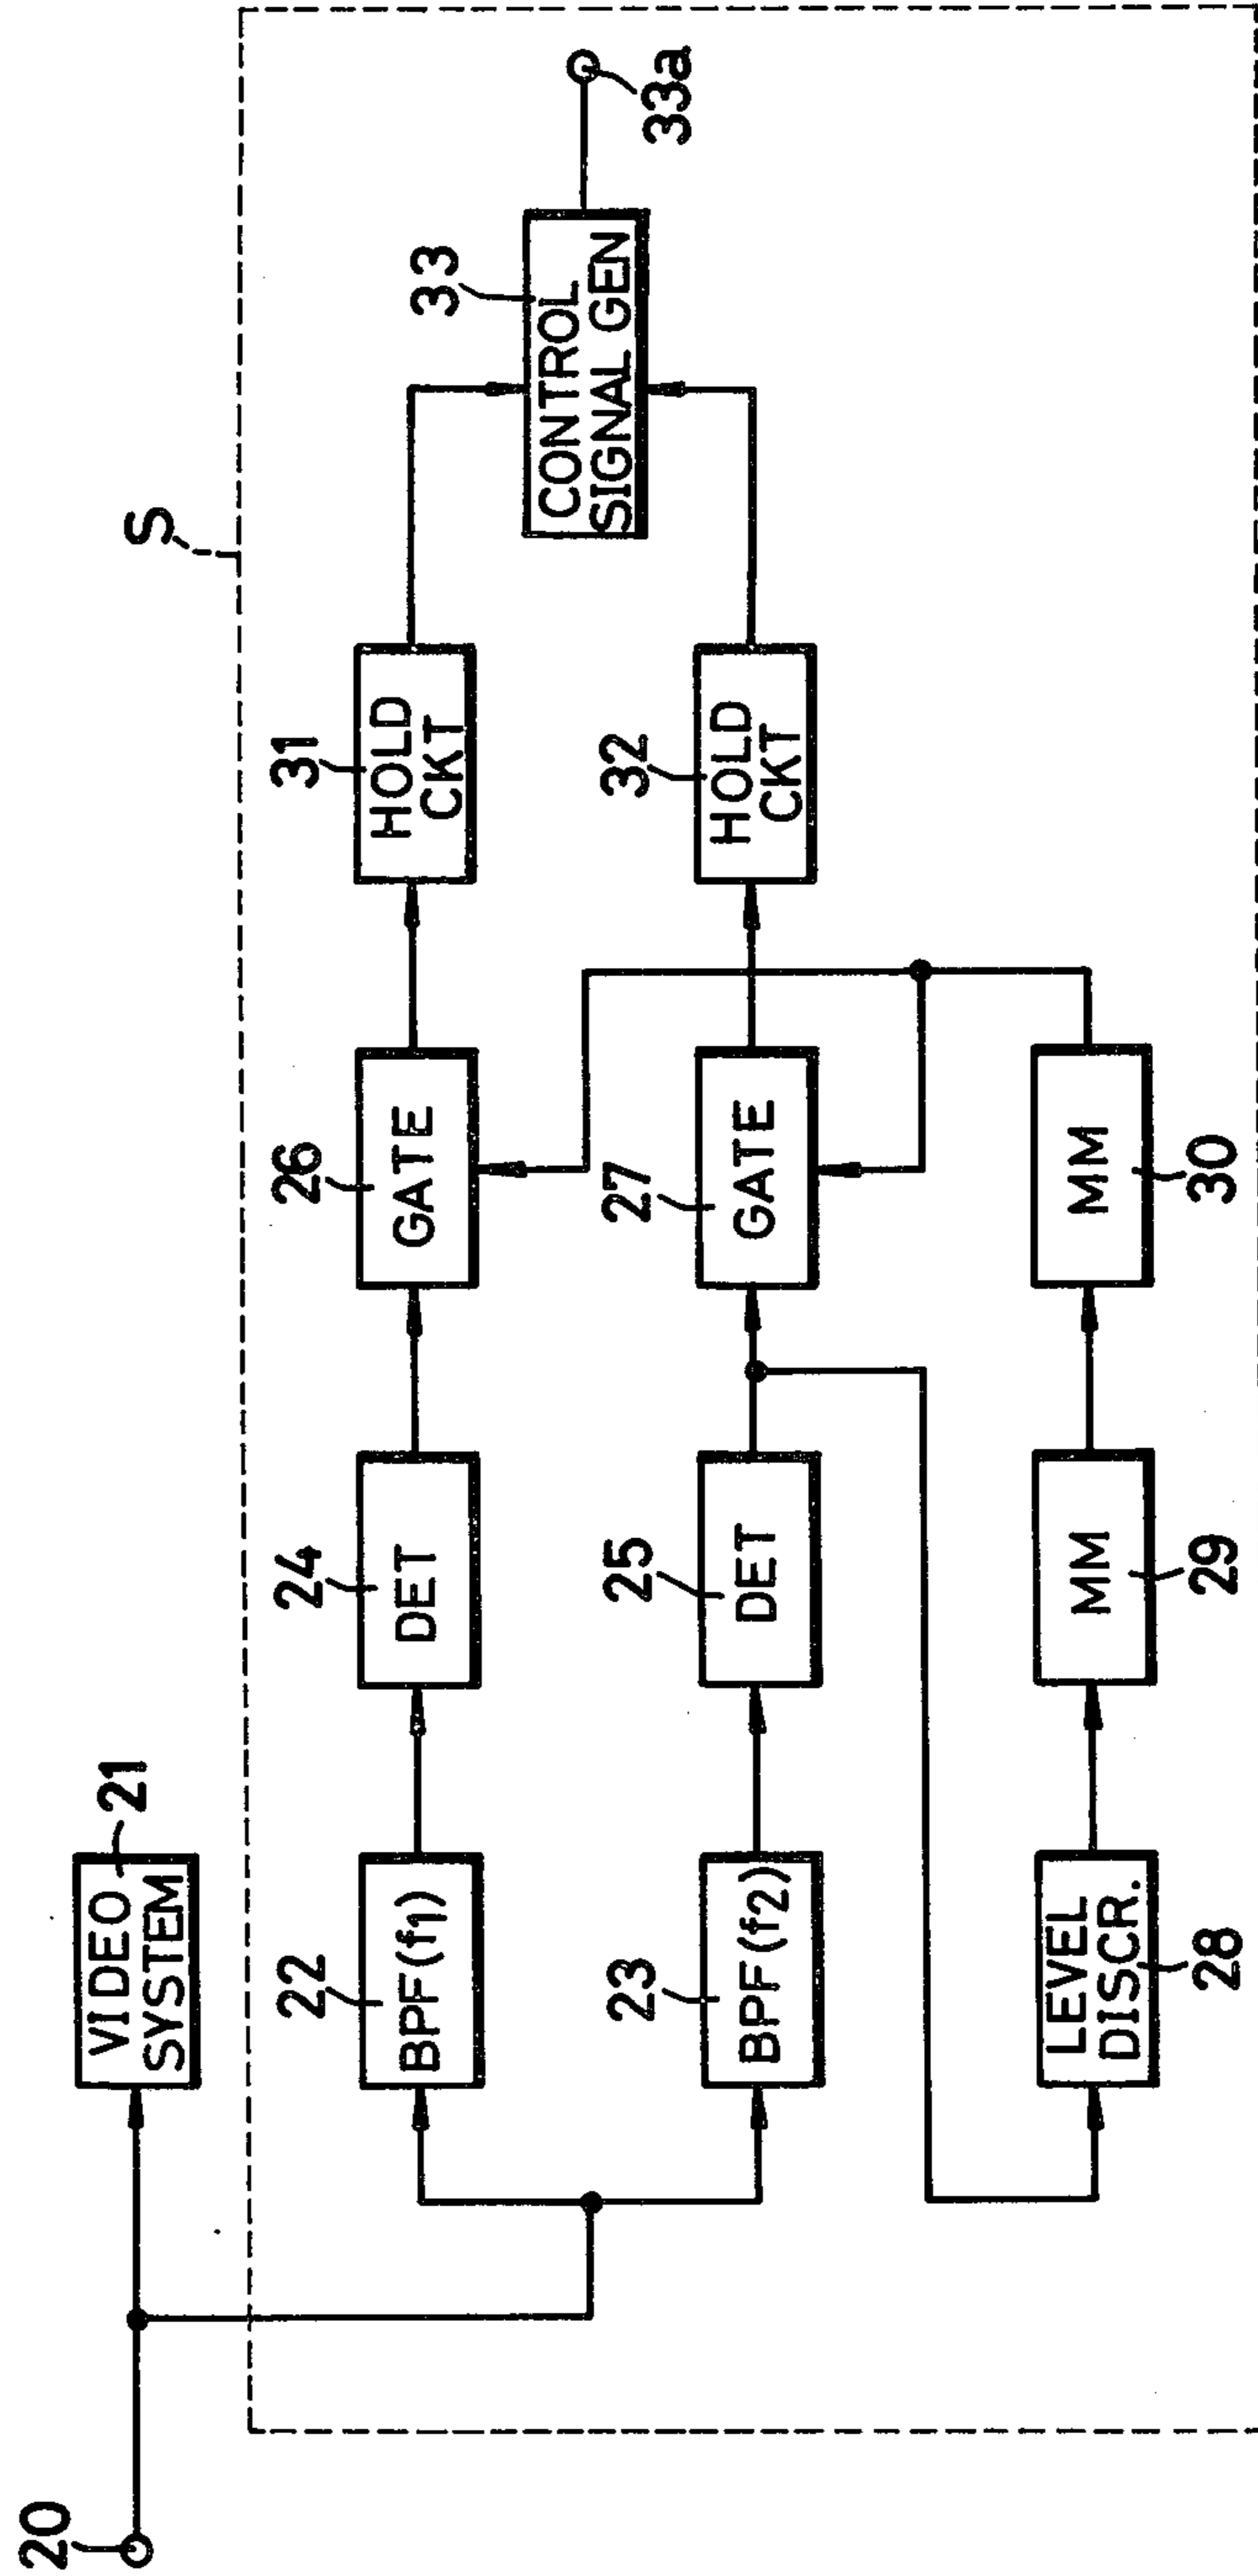 20
21
VIDEO
SYSTEM
S
22
BPF(f1)
24
DET
26
GATE
31
HOLD
CKT
33
CONTROL
SIGNAL GEN
33a
23
BPF(f2)
25
DET
27
GATE
32
HOLD
CKT
LEVEL
DISCR.
28
MM
29
MM
30